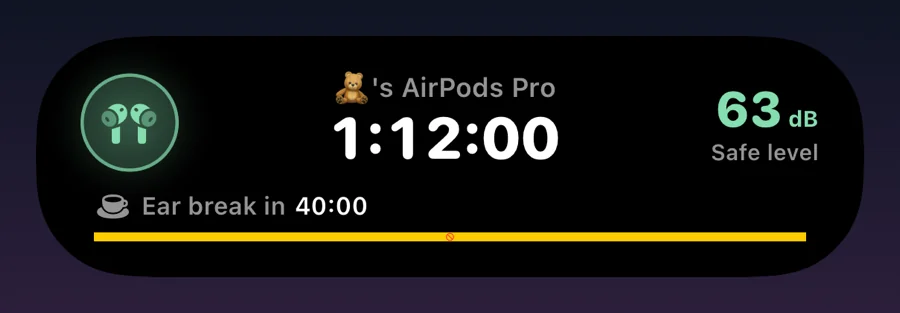 🧸's AirPods Pro
1:12:00
63 dB
Safe level
Ear break in 40:00